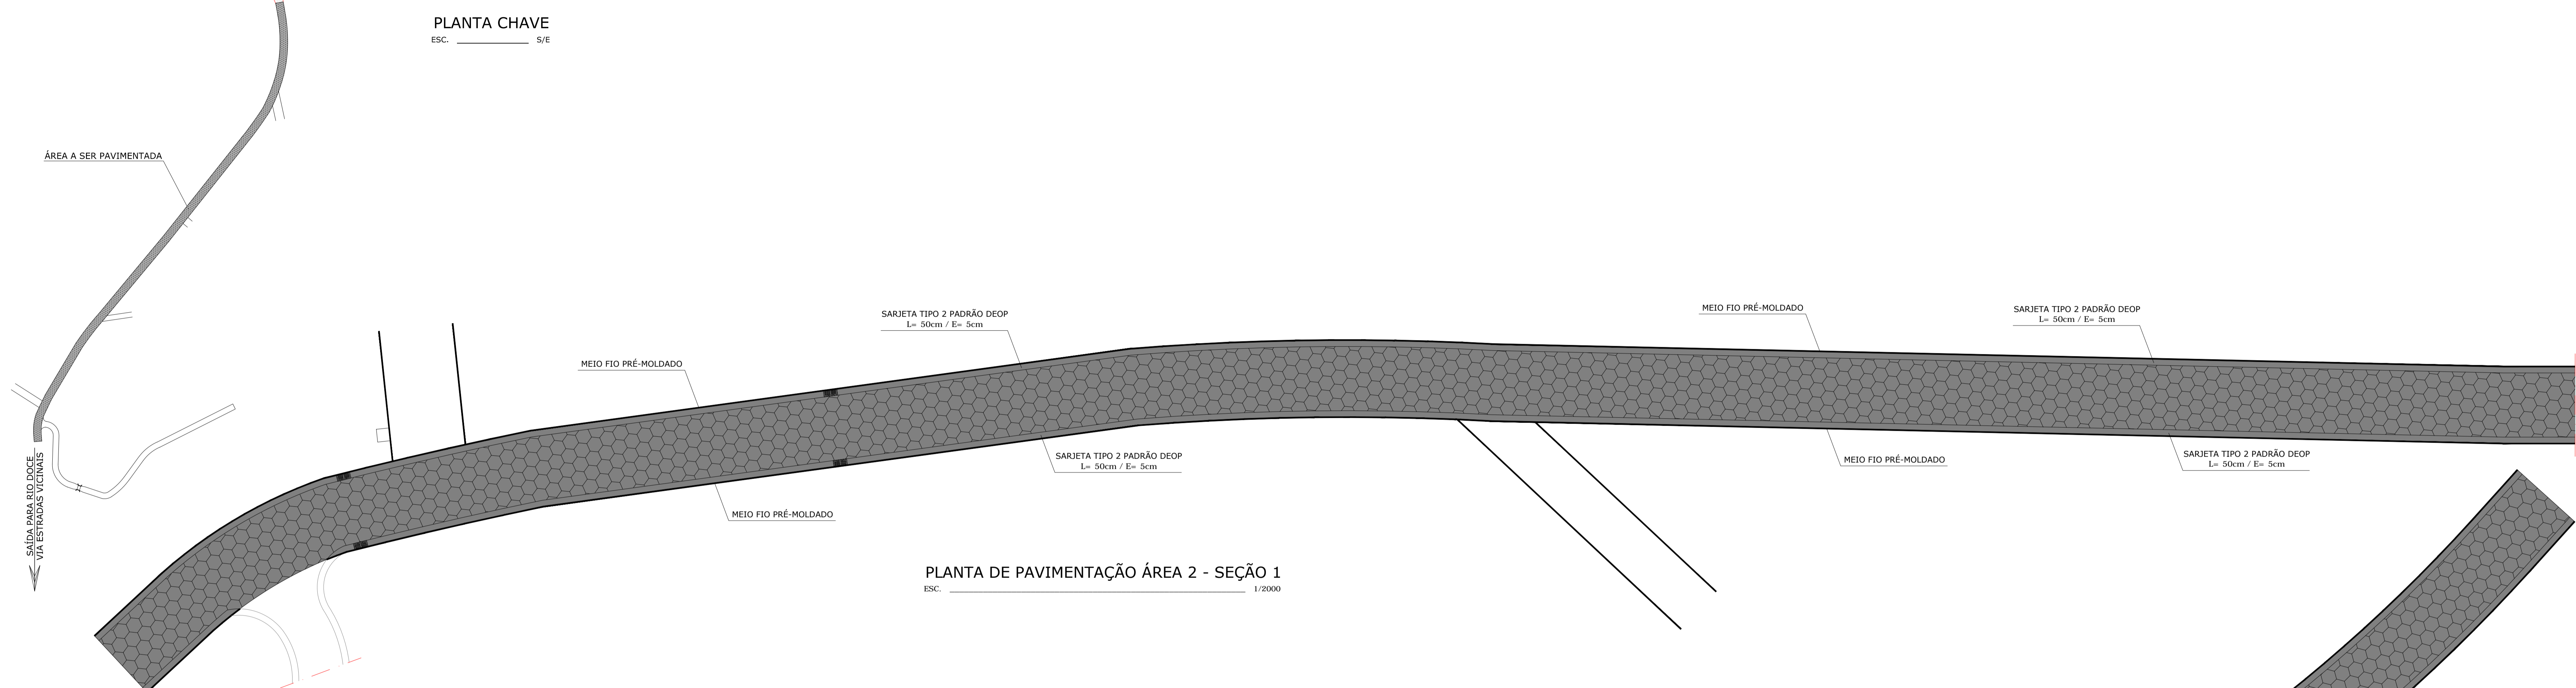 PLANTA CHAVE
ESC. S/E
ÁREA A SER PAVIMENTADA
SAÍDA PARA RIO DOCE
VIA ESTRADAS VICINAIS
MEIO FIO PRÉ-MOLDADO
SARJETA TIPO 2 PADRÃO DEOP
L= 50cm / E= 5cm
MEIO FIO PRÉ-MOLDADO
SARJETA TIPO 2 PADRÃO DEOP
L= 50cm / E= 5cm
MEIO FIO PRÉ-MOLDADO
SARJETA TIPO 2 PADRÃO DEOP
L= 50cm / E= 5cm
MEIO FIO PRÉ-MOLDADO
SARJETA TIPO 2 PADRÃO DEOP
L= 50cm / E= 5cm
PLANTA DE PAVIMENTAÇÃO ÁREA 2 - SEÇÃO 1
ESC. 1/2000